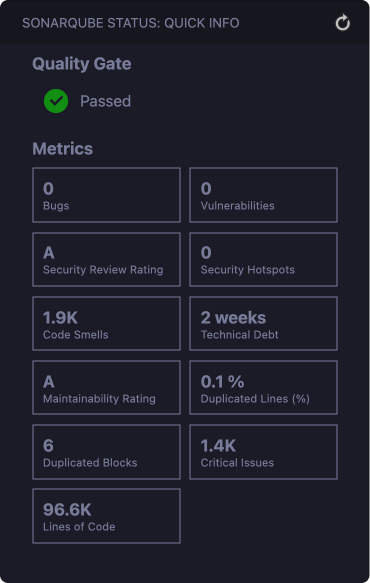 SONARQUBE STATUS: QUICK INFO
Quality Gate
Passed
Metrics
0
Bugs
0
Vulnerabilities
A
Security Review Rating
0
Security Hotspots
1.9K
Code Smells
2 weeks
Technical Debt
A
Maintainability Rating
0.1 %
Duplicated Lines (%)
6
Duplicated Blocks
1.4K
Critical Issues
96.6K
Lines of Code